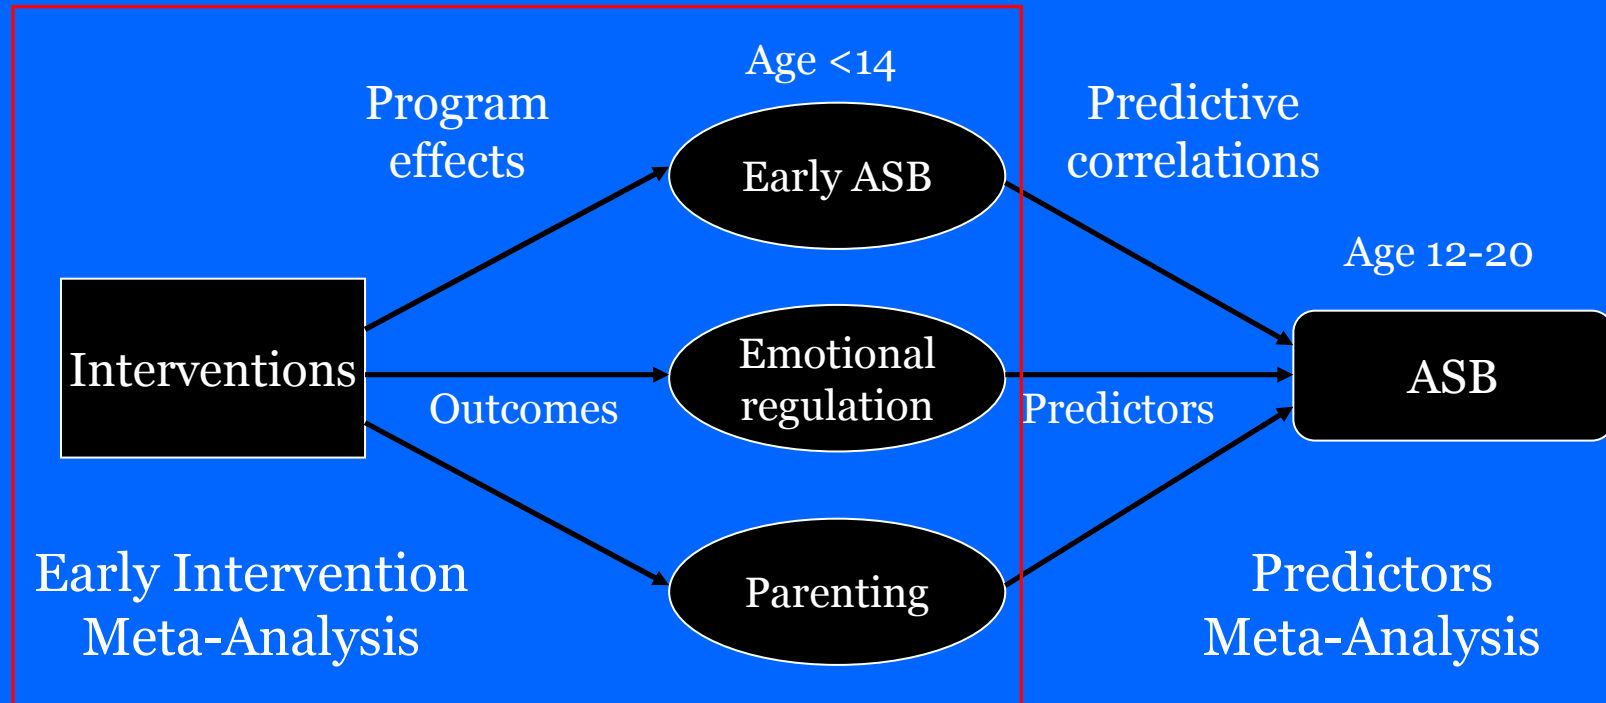 Age <14
Program
effects
Predictive
correlations
Early ASB
Age 12-20
Interventions
Emotional
regulation
ASB
Outcomes
Predictors
Early Intervention
Meta-Analysis
Parenting
Predictors
Meta-Analysis